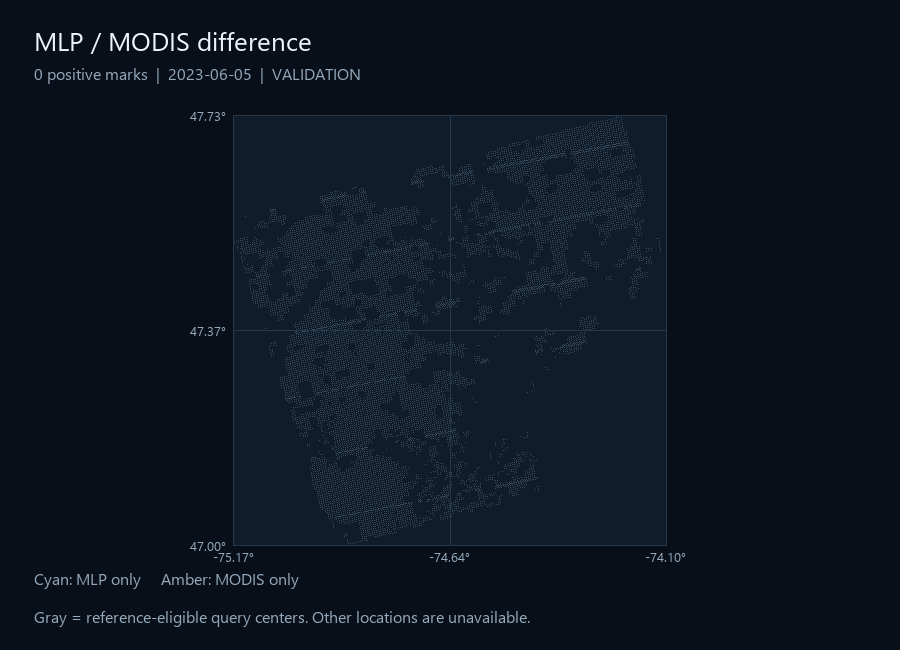 MLP / MODIS difference
0 positive marks | 2023-06-05 | VALIDATION
47.73°
47.37°
47.00°
-75.17° -74.64° -74.10°
Cyan: MLP only Amber: MODIS only
Gray = reference-eligible query centers. Other locations are unavailable.